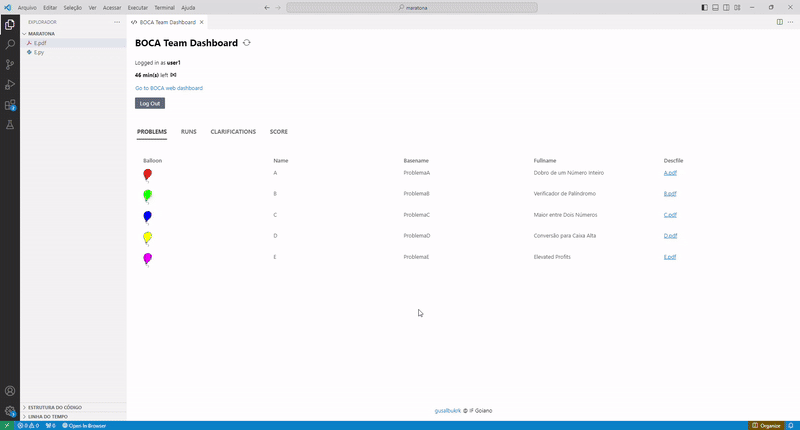 Arquivo Editar Seleção Ver Acessar Executar Terminal Ajuda
maratona
EXPLORADOR
MARATONA
E.pdf
E.py
BOCA Team Dashboard
BOCA Team Dashboard
Logged in as user1
46 min(s) left
Go to BOCA web dashboard
Log Out
PROBLEMS RUNS CLARIFICATIONS SCORE
Balloon Name Basename Fullname Descfile
A ProblemaA Dobro de um Número Inteiro A.pdf
B ProblemaB Verificador de Palíndromo B.pdf
C ProblemaC Maior entre Dois Números C.pdf
D ProblemaD Conversão para Caixa Alta D.pdf
E ProblemaE Elevated Profits E.pdf
ESTRUTURA DO CÓDIGO
LINHA DO TEMPO
© IF Goiano
0 0 0 Open In Browser
Organize